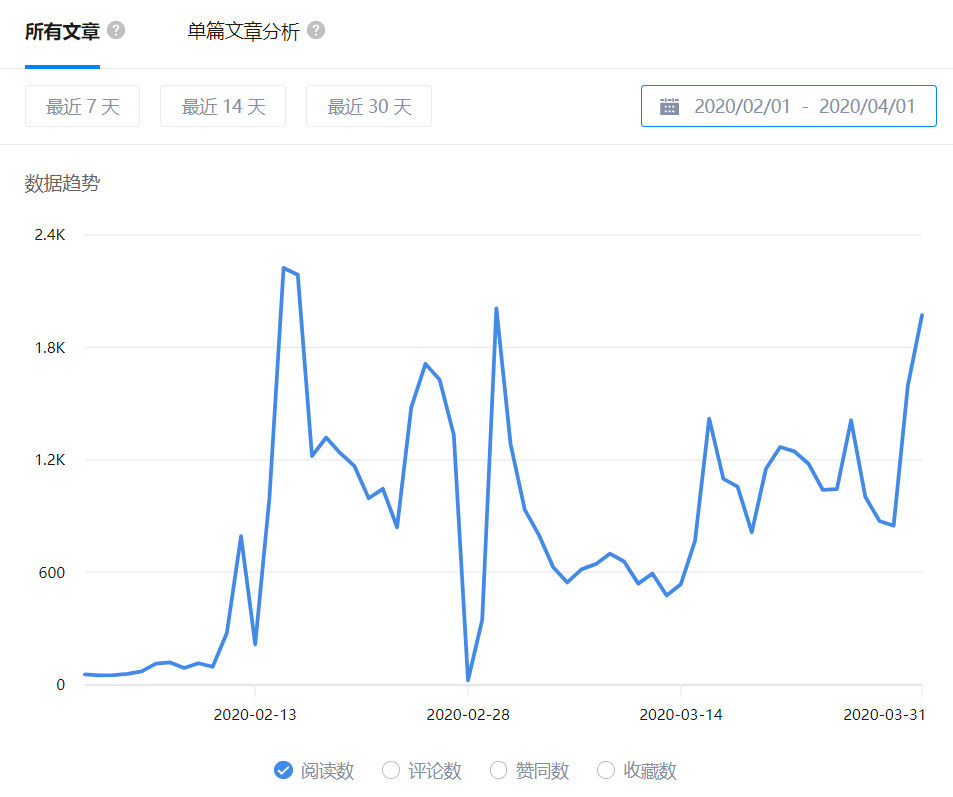 所有文章 ? 单篇文章分析 ?
最近 7 天 最近 14 天 最近 30 天 2020/02/01 - 2020/04/01
数据趋势
2.4K
1.8K
1.2K
600
0
2020-02-13 2020-02-28 2020-03-14 2020-03-31
阅读数 评论数 赞同数 收藏数